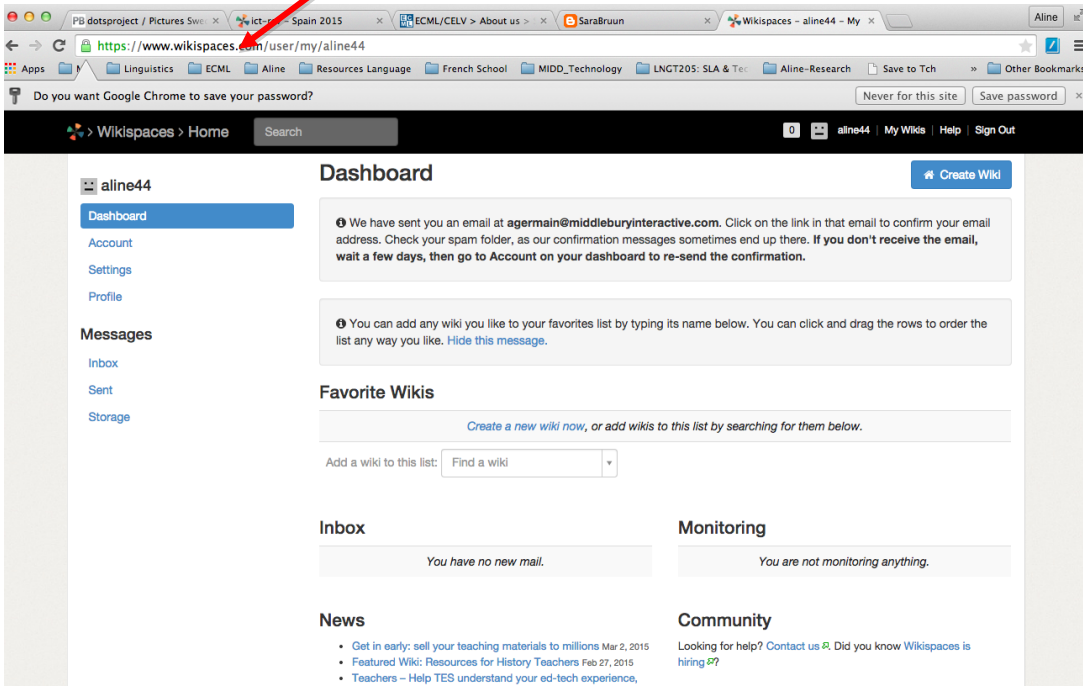 PB dotsproject / Pictures Swe × ict-r Spain 2015 × ECML/CELV > About us > × SaraBruun × Wikispaces – aline44 – My × Aline
https://www.wikispaces. m/user/my/aline44
Apps Linguistics ECML Aline Resources Language French School MIDD_Technology LNGT205: SLA & Tec Aline-Research Save to Tch » Other Bookmarks
Do you want Google Chrome to save your password? Never for this site Save password ×
> Wikispaces > Home Search 0 aline44 | My Wikis | Help | Sign Out
aline44
Dashboard
Account
Settings
Profile
Messages
Inbox
Sent
Storage
Dashboard
Create Wiki
We have sent you an email at agermain@middleburyinteractive.com. Click on the link in that email to confirm your email
address. Check your spam folder, as our confirmation messages sometimes end up there. If you don't receive the email,
wait a few days, then go to Account on your dashboard to re-send the confirmation.
You can add any wiki you like to your favorites list by typing its name below. You can click and drag the rows to order the
list any way you like. Hide this message.
Favorite Wikis
Create a new wiki now, or add wikis to this list by searching for them below.
Add a wiki to this list: Find a wiki
Inbox
You have no new mail.
Monitoring
You are not monitoring anything.
News
• Get in early: sell your teaching materials to millions Mar 2, 2015
• Featured Wiki: Resources for History Teachers Feb 27, 2015
• Teachers – Help TES understand your ed-tech experience,
Community
Looking for help? Contact us. Did you know Wikispaces is
hiring?